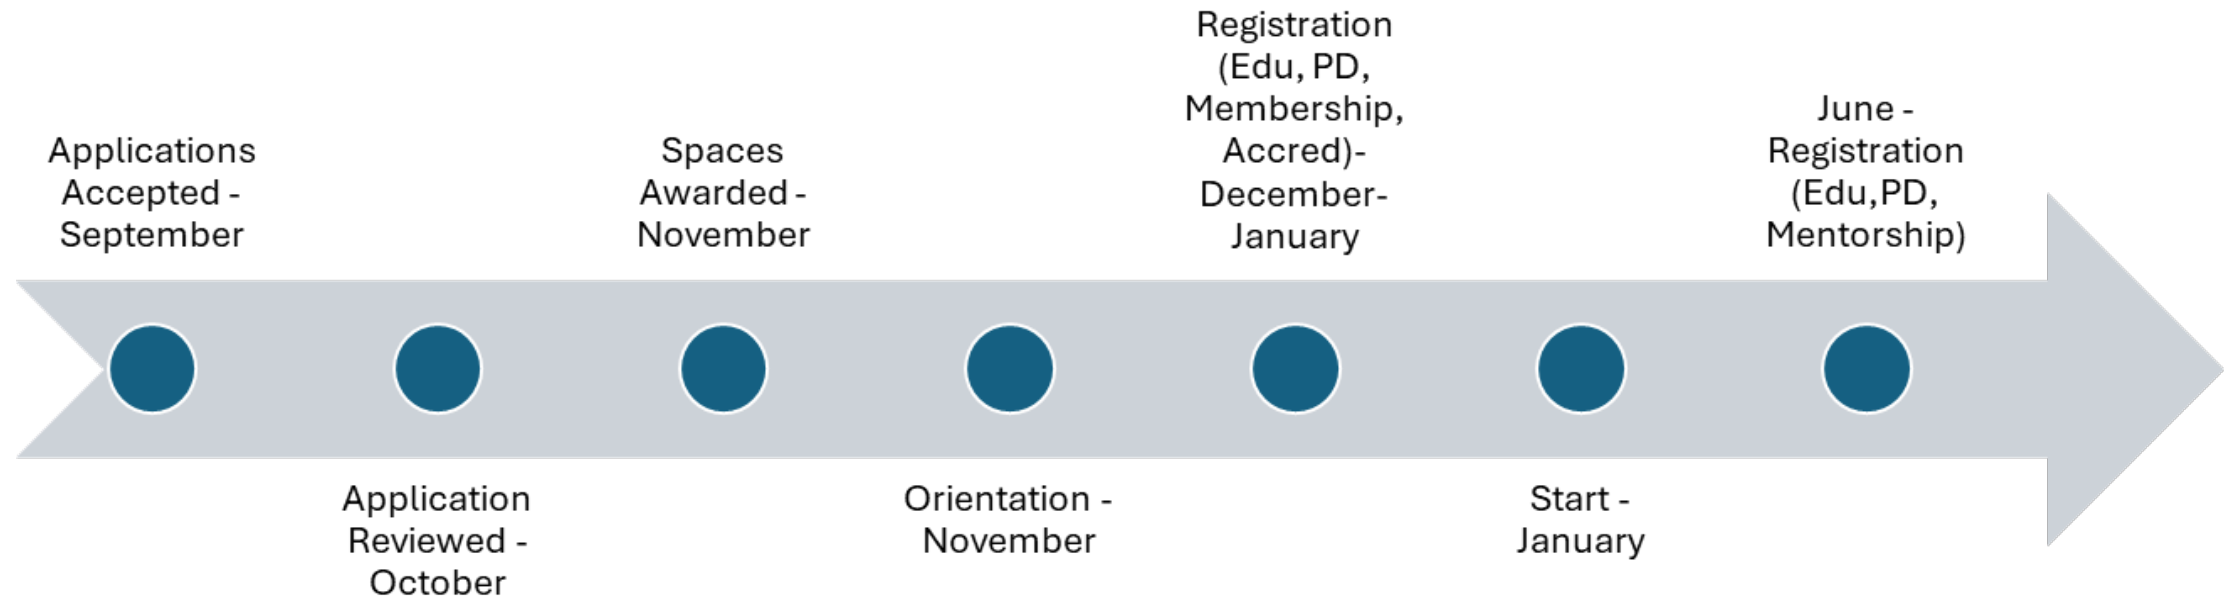 Applications
Accepted -
September
Application
Reviewed -
October
Spaces
Awarded -
November
Orientation -
November
Registration
(Edu, PD,
Membership,
Accred)-
December-
January
Start -
January
June -
Registration
(Edu,PD,
Mentorship)